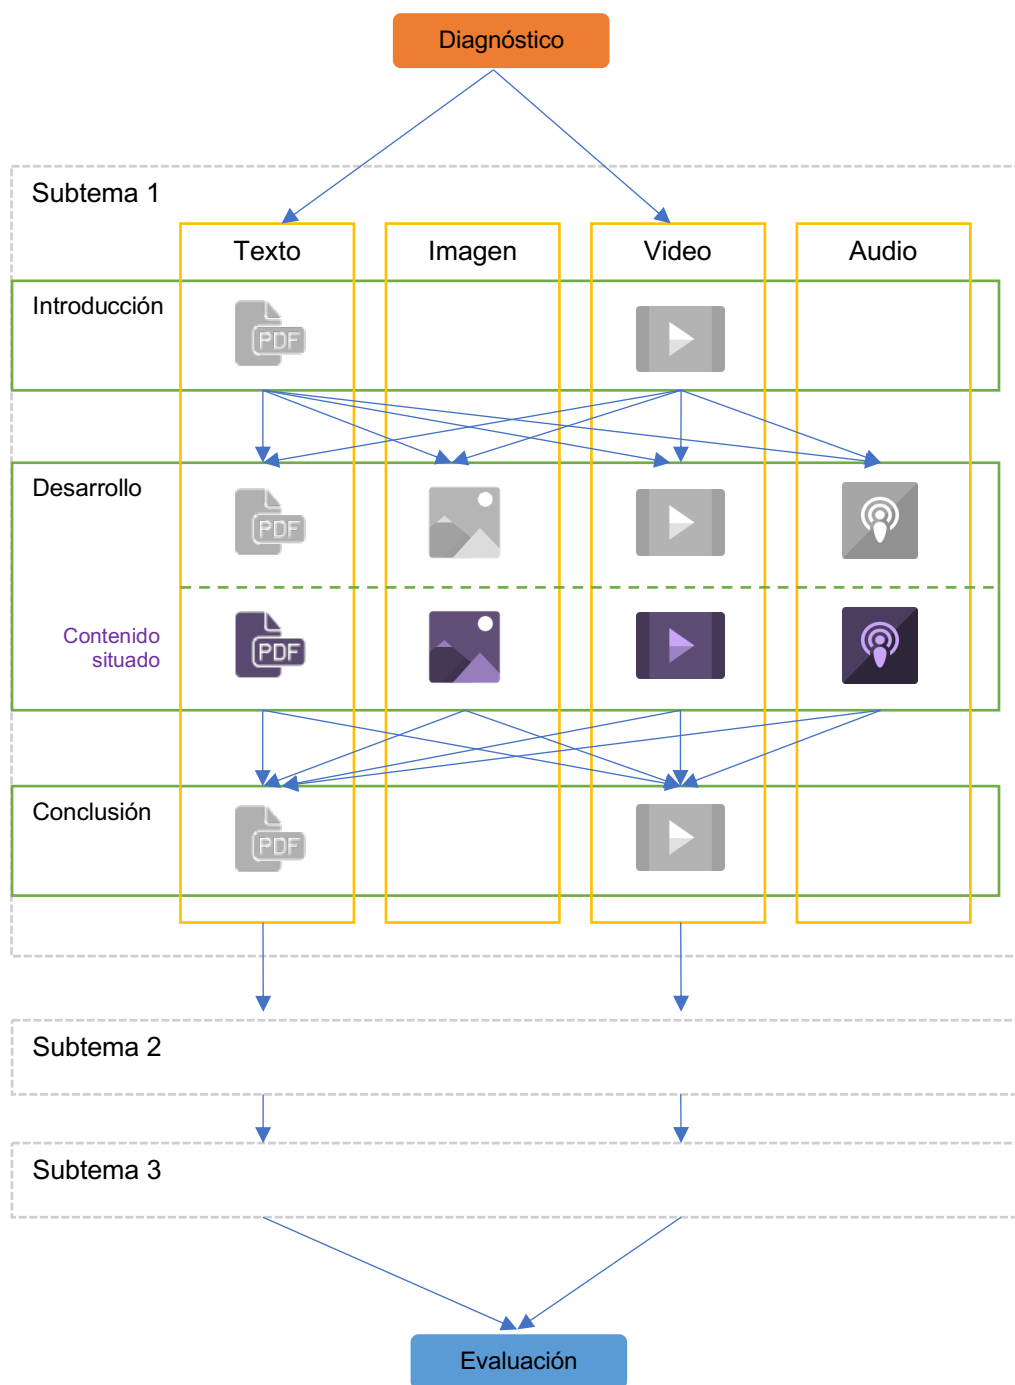 Diagnóstico
Subtema 1
Texto
Imagen
Video
Audio
Introducción
PDF
Desarrollo
PDF
Contenido
situado
PDF
Conclusión
PDF
Subtema 2
Subtema 3
Evaluación